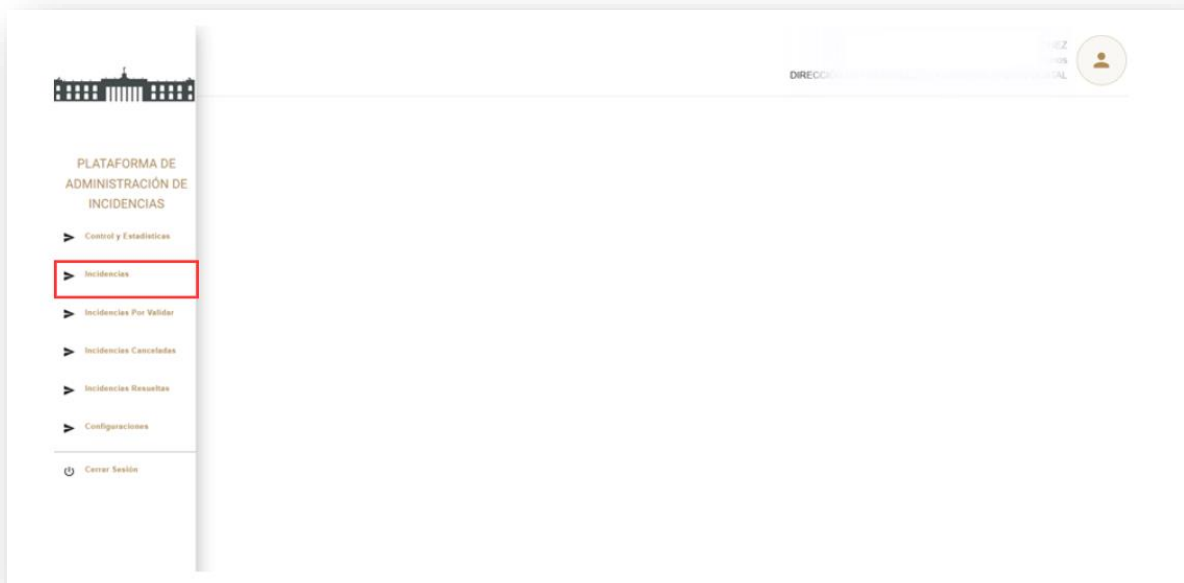 PLATAFORMA DE
ADMINISTRACIÓN DE
INCIDENCIAS
Control y Estadísticas
Incidencias
Incidencias Por Validar
Incidencias Canceladas
Incidencias Resueltas
Configuraciones
Cerrar Sesión